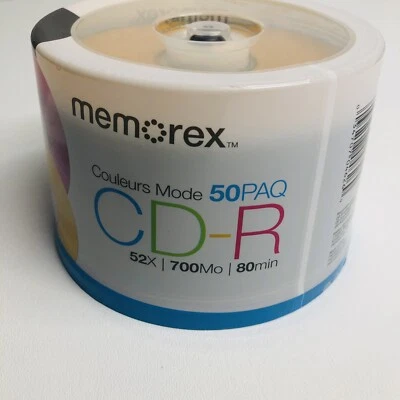 memorex™
Couleurs Mode 50PAQ
CD-R
52X | 700Mo | 80min